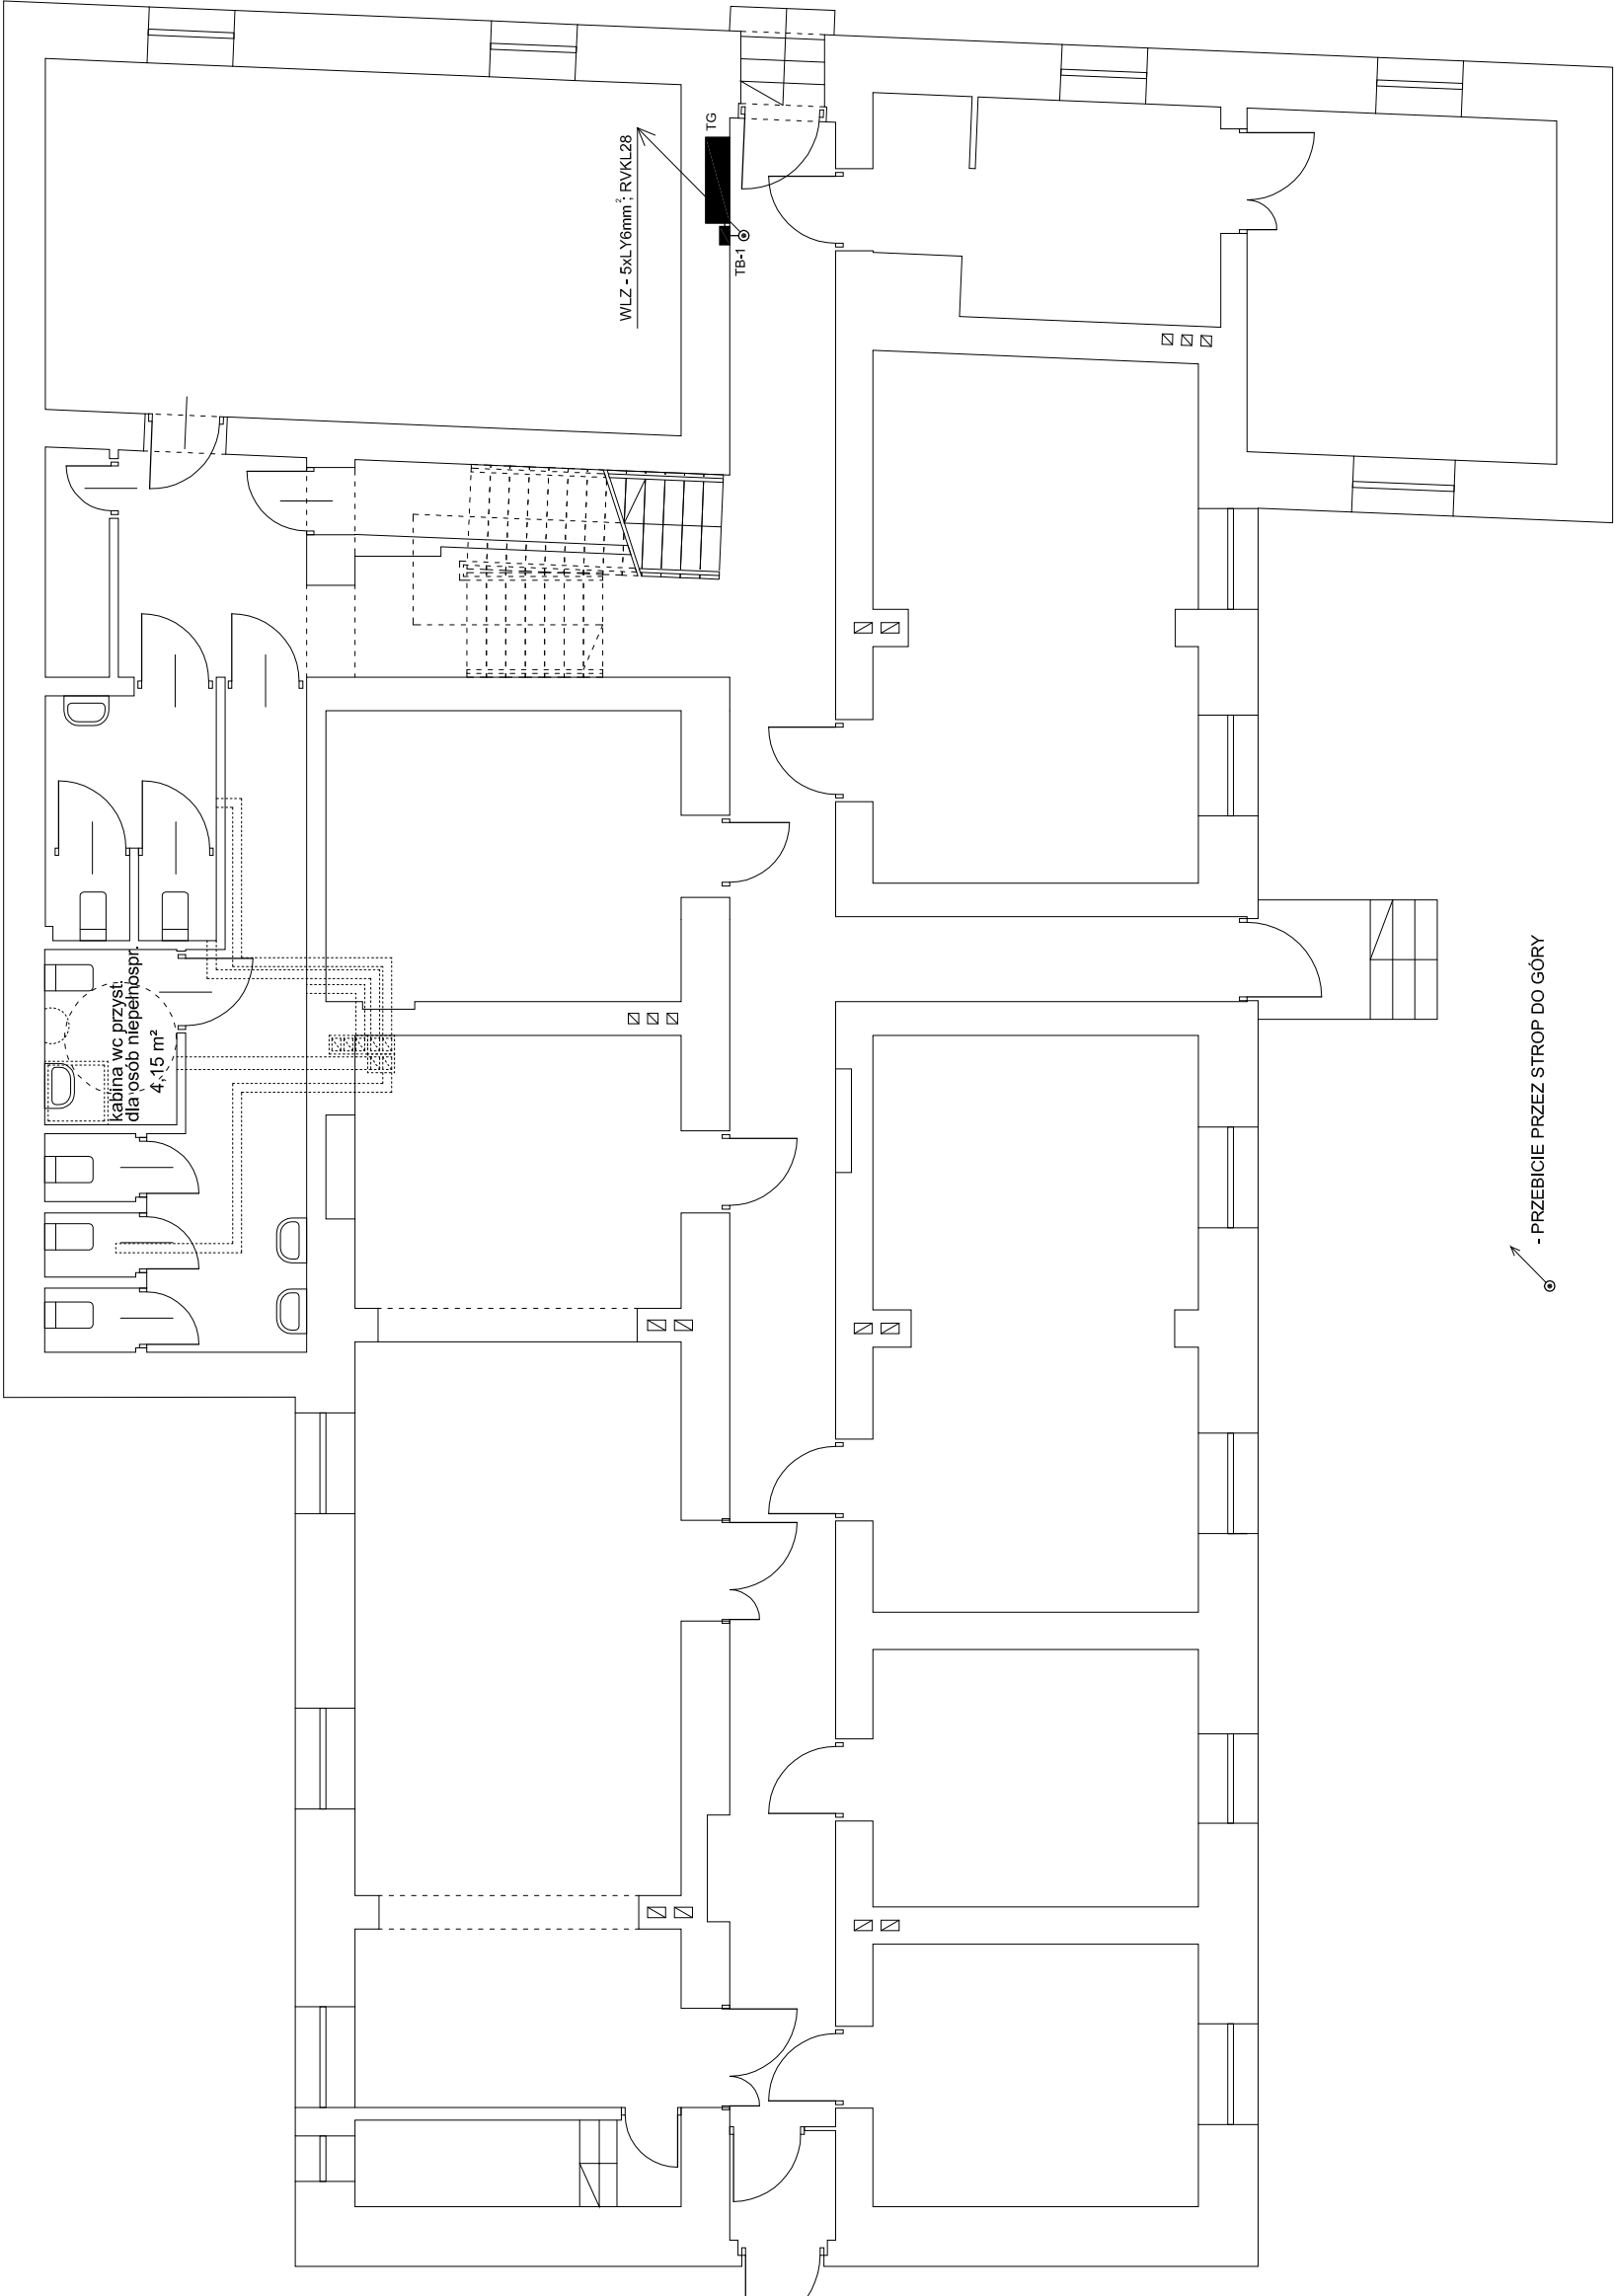 TG
WLZ - 5xLY6mm²; RVKL28
TB-1
kabina wc przyst.
dla osób niepełnospr.
4,15 m²
- PRZEBICIE PRZEZ STROP DO GÓRY